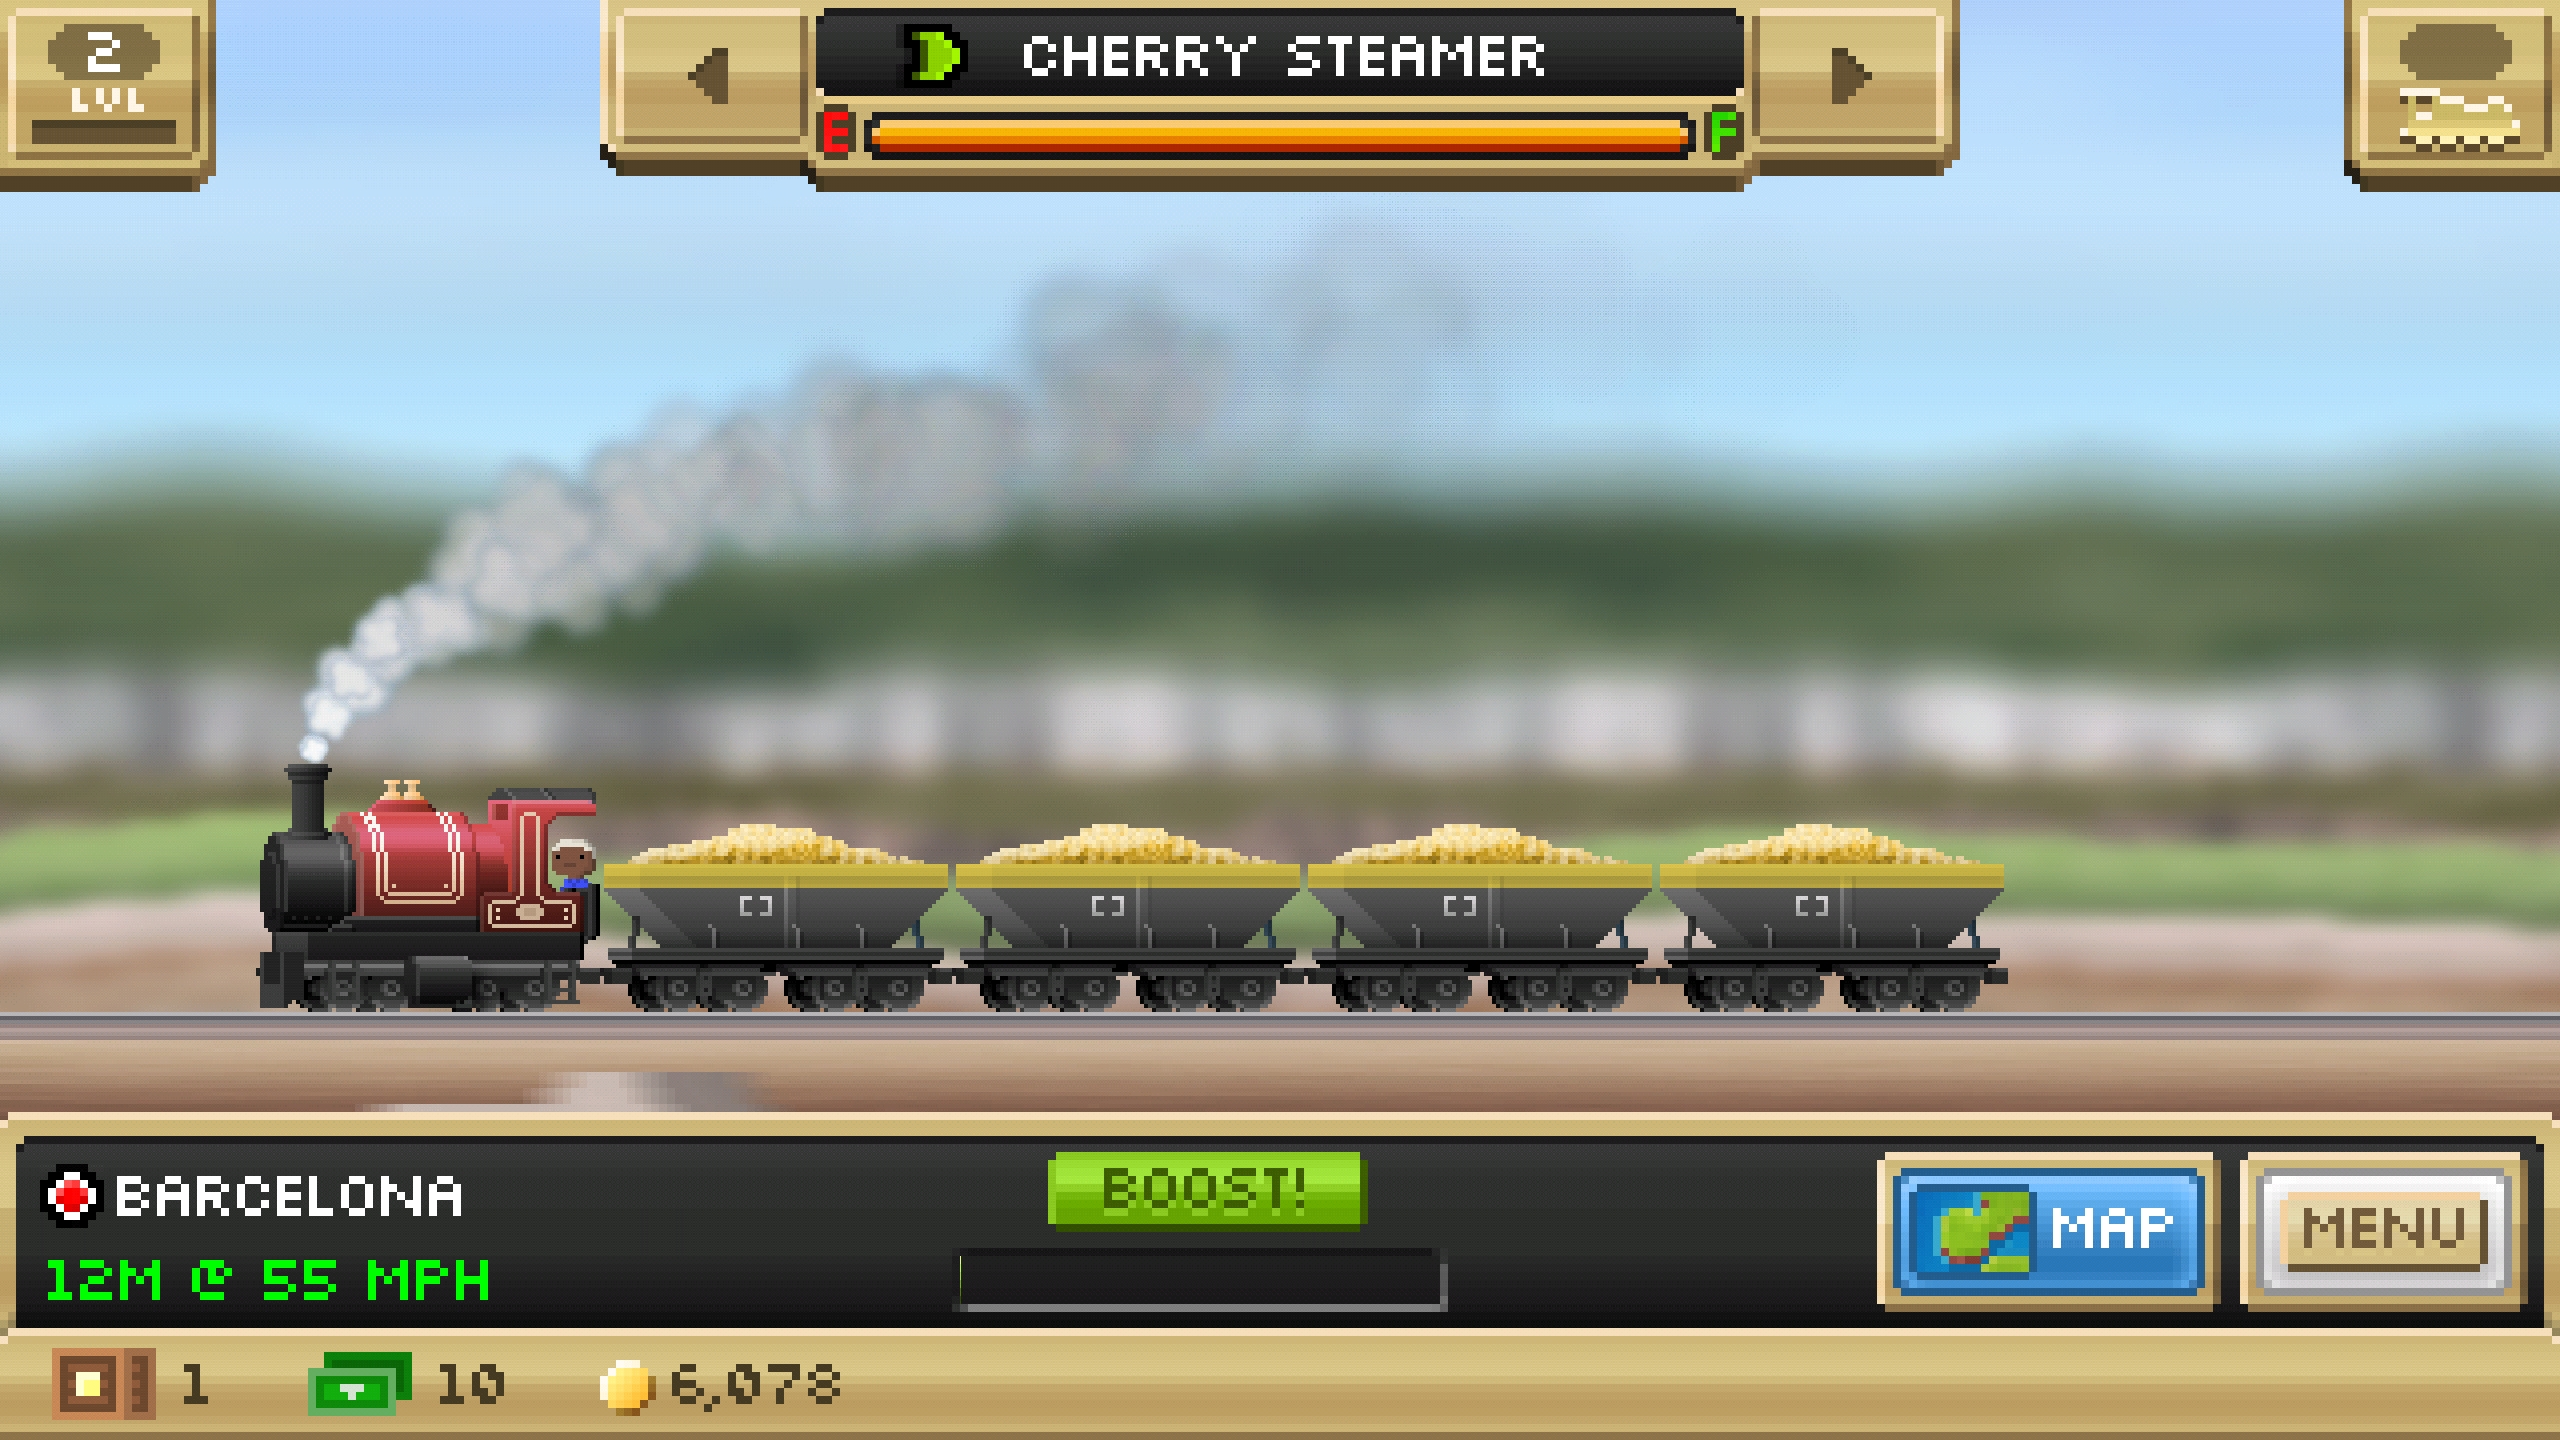 2
LVL
CHERRY STEAMER
E F
BARCELONA
12M @ 55 MPH
BOOST!
MAP
MENU
1
10
6,078